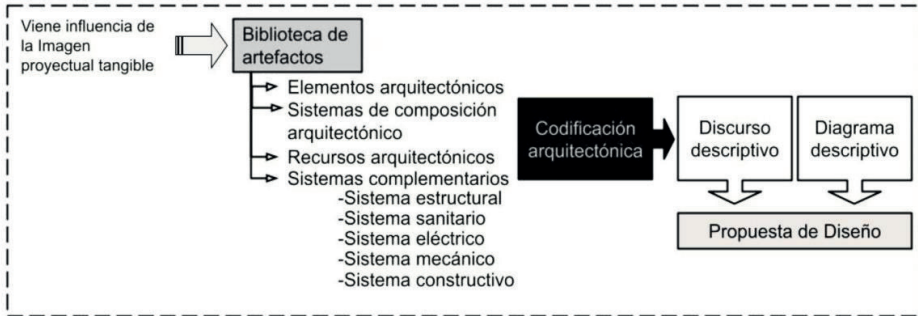 Viene influencia de
la Imagen
proyectual tangible
Biblioteca de
artefactos
Elementos arquitectónicos
Sistemas de composición
arquitectónico
Recursos arquitectónicos
Sistemas complementarios
-Sistema estructural
-Sistema sanitario
-Sistema eléctrico
-Sistema mecánico
-Sistema constructivo
Codificación
arquitectónica
Discurso
descriptivo
Diagrama
descriptivo
Propuesta de Diseño